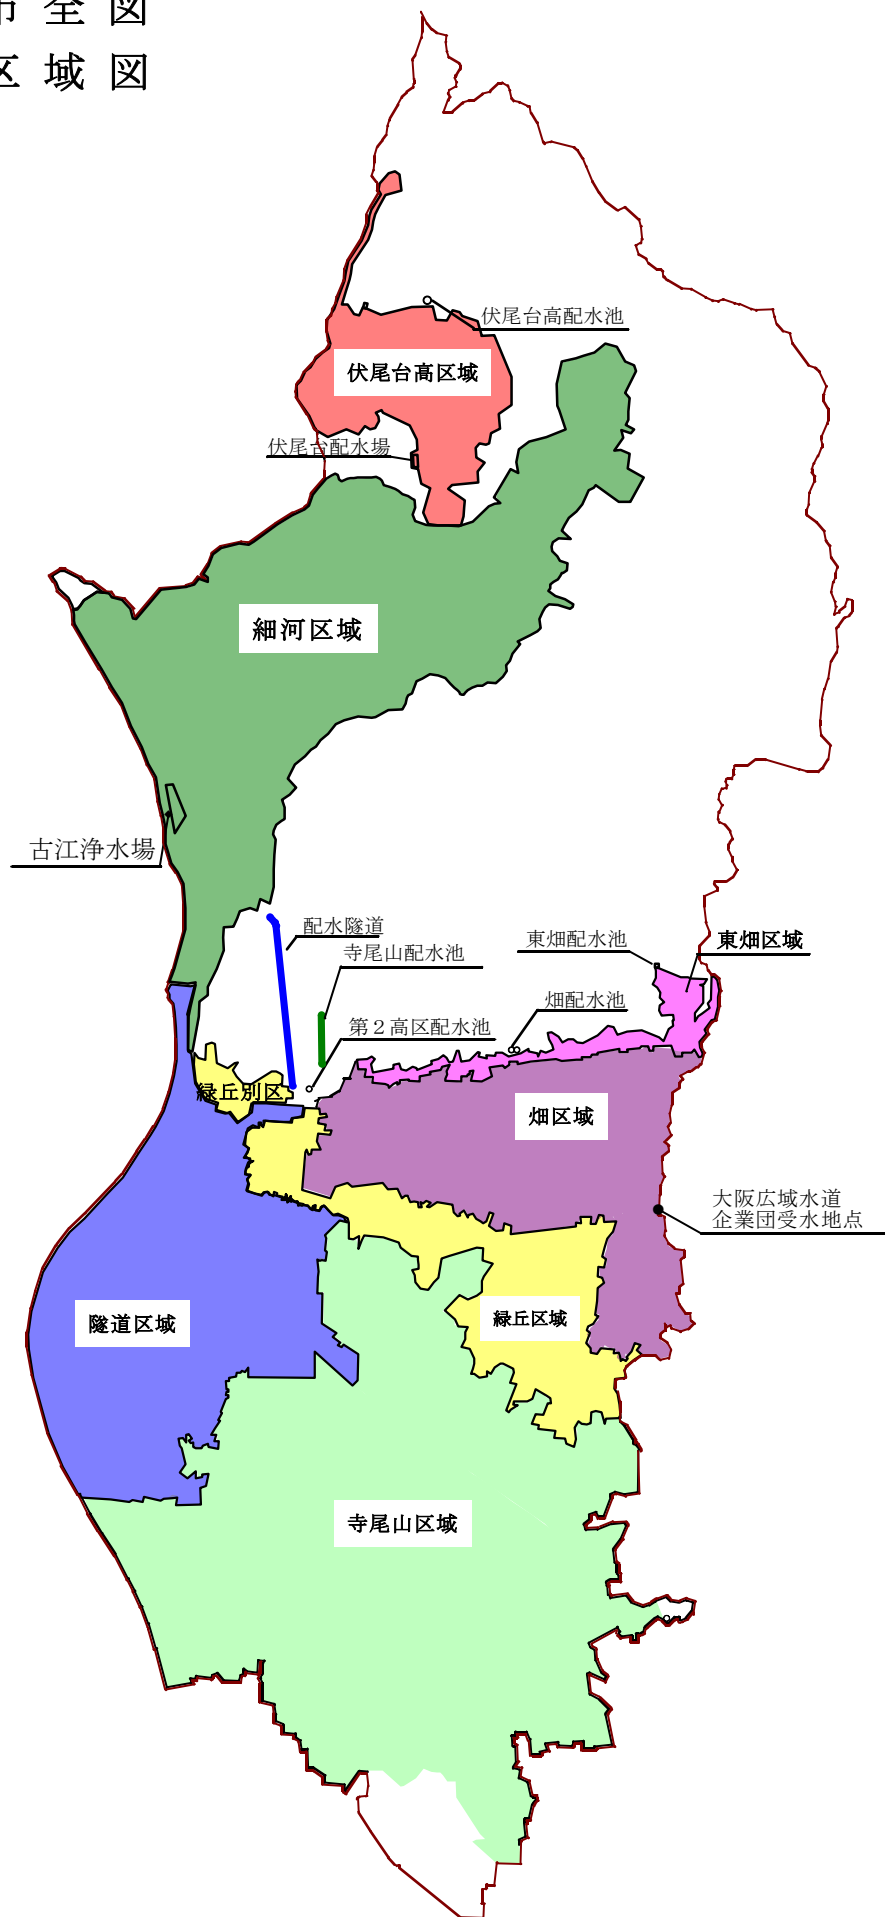 市全図
区域図
伏尾台高配水池
伏尾台高区域
伏尾台配水場
細河区域
古江浄水場
配水隧道
寺尾山配水池
東畑配水池
東畑区域
畑配水池
第２高区配水池
緑丘別区
畑区域
大阪広域水道
企業団受水地点
緑丘区域
隧道区域
寺尾山区域